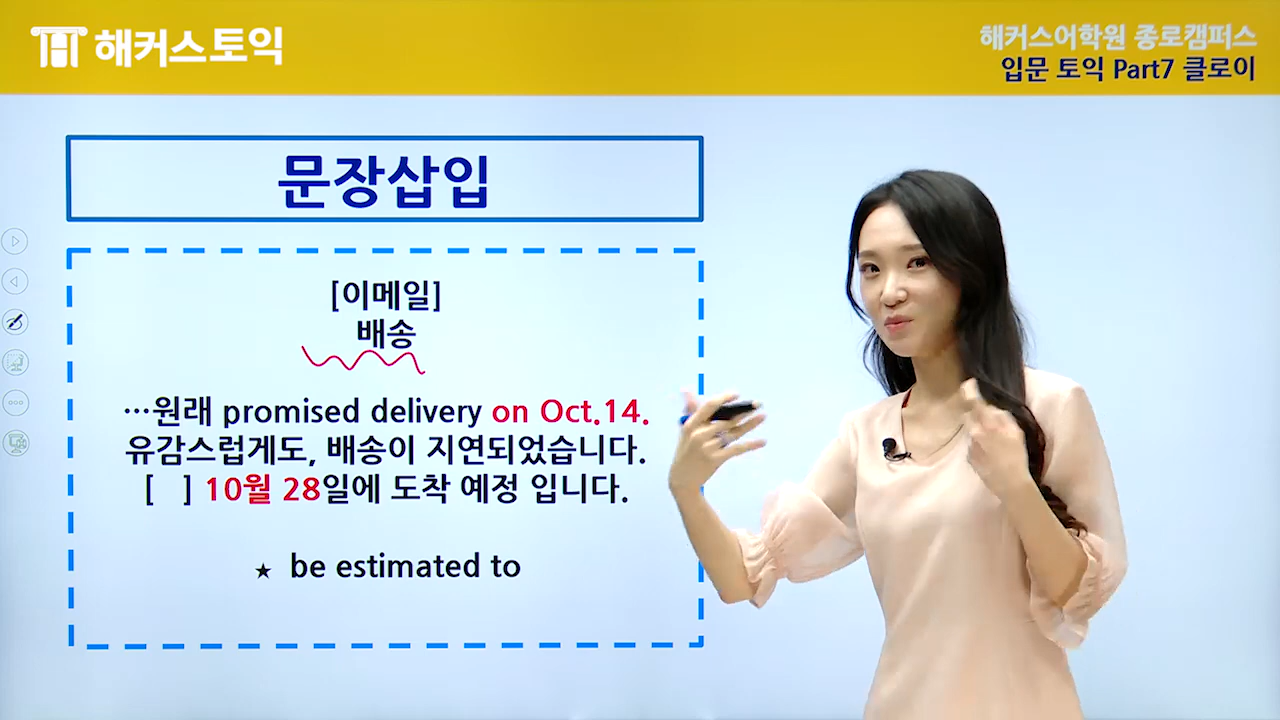 해커스토익
해커스어학원 종로캠퍼스
입문 토익 Part7 클로이
문장삽입
[이메일]
배송
…원래 promised delivery on Oct.14.
유감스럽게도, 배송이 지연되었습니다.
[ ] 10월 28일에 도착 예정 입니다.
★ be estimated to